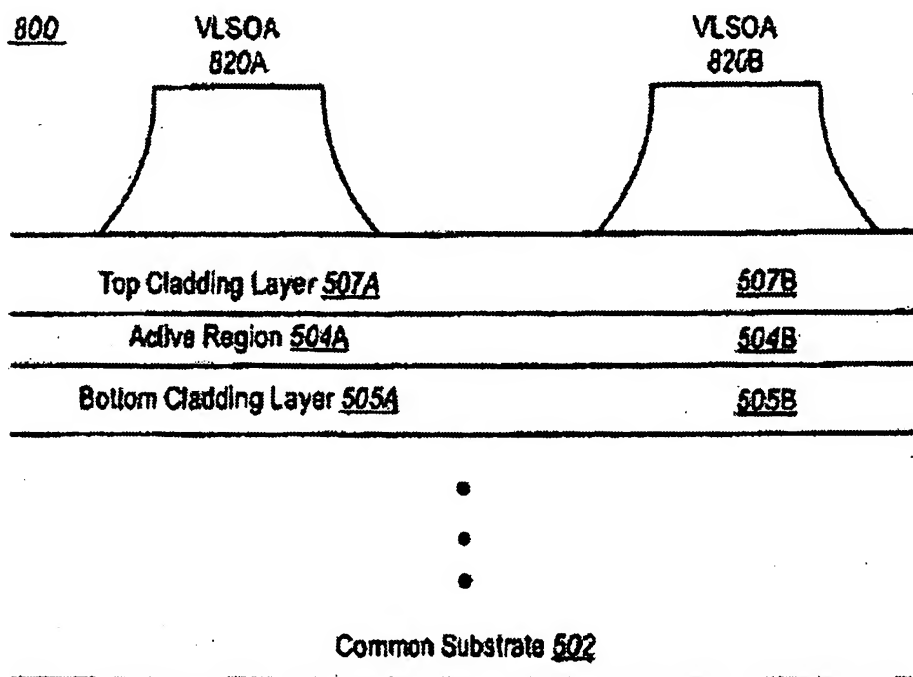 800
VLSOA
820A
VLSOA
820B
Top Cladding Layer 507A
507B
Active Region 504A
504B
Bottom Cladding Layer 505A
505B
Common Substrate 502